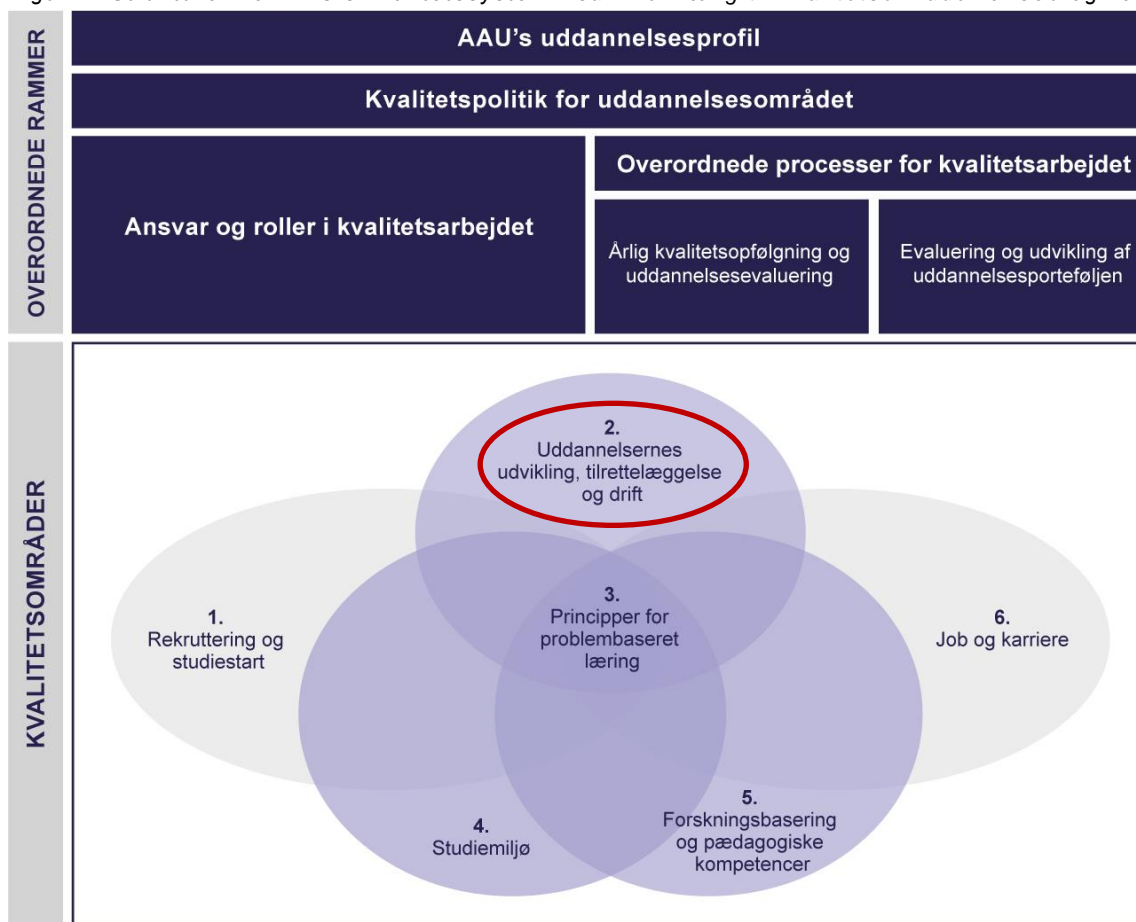 AAU's uddannelsesprofil
Kvalitetspolitik for uddannelsesområdet
OVERORDNEDE RAMMER
Ansvar og roller i kvalitetsarbejdet
Overordnede processer for kvalitetsarbejdet
Årlig kvalitetsopfølgning og
uddannelsesevaluering
Evaluering og udvikling af
uddannelsesporteføljen
KVALITETSOMRÅDER
2.
Uddannelsernes
udvikling, tilrettelæggelse
og drift
1.
Rekruttering og
studiestart
3.
Principper for
problembaseret
læring
6.
Job og karriere
4.
Studiemiljø
5.
Forskningsbasering
og pædagogiske
kompetencer